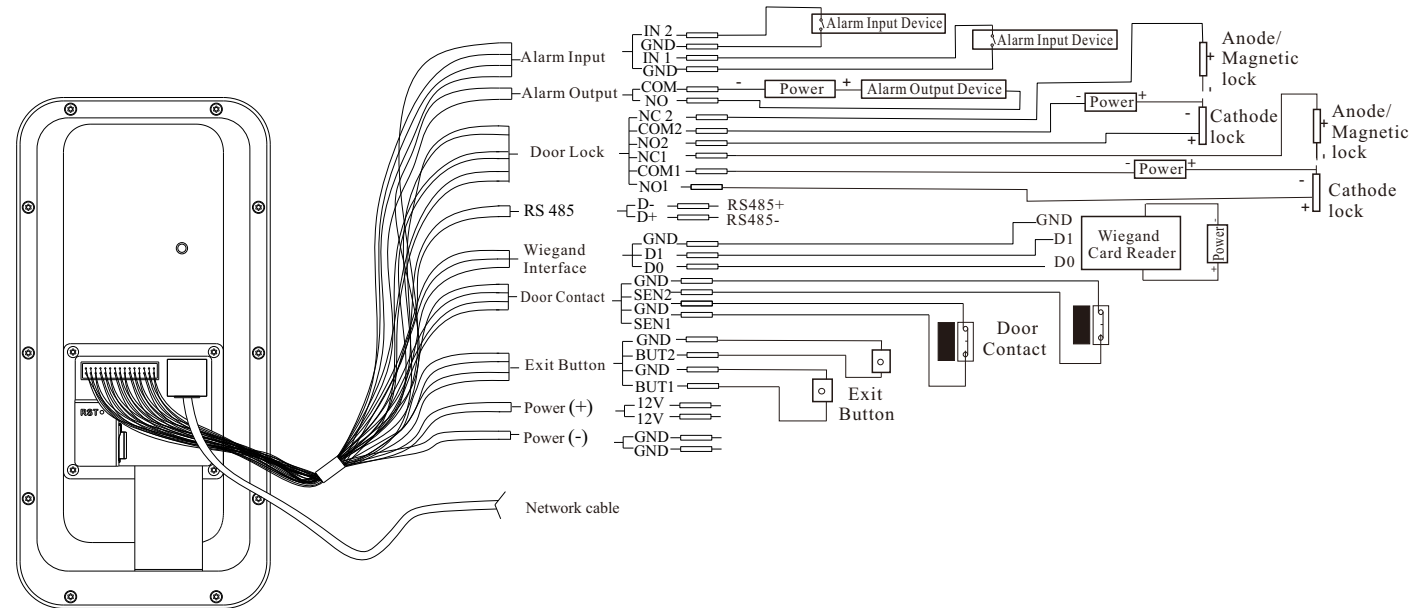 Alarm Input
IN 2
GND
IN 1
GND
Alarm Input Device
Alarm Input Device
Alarm Output
COM
NO
-
Power
+
Alarm Output Device
Door Lock
NC 2
COM2
NO2
NC1
COM1
NO1
- Power +
Anode/
Magnetic
lock
+
-
-
Cathode
lock
+
- Power +
Anode/
Magnetic
lock
+
-
-
Cathode
lock
+
RS 485
D-
D+
RS485+
RS485-
Wiegand
Interface
GND
D1
D0
GND
D1
D0
Wiegand
Card Reader
-
Power
+
Door Contact
GND
SEN2
GND
SEN1
Door
Contact
Exit Button
GND
BUT2
GND
BUT1
Exit
Button
Power (+)
12V
12V
Power (-)
GND
GND
Network cable
RST